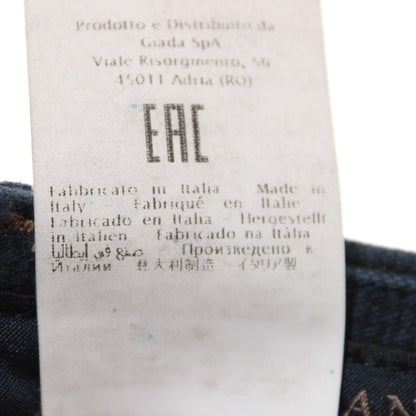 Prodotto e Distribuito da
Giada SpA
Viale Risorgimento, 56
45011 Adria (RO)
EAC
Fabbricato in Italia - Made in
Italy - Fabriqué en Italie -
Fabricado en Italia - Hergestellt
in Italien - Fabricado na Itália -
صنع في إيطاليا - Произведено в
Италии - 意大利制造 - イタリア製
AN